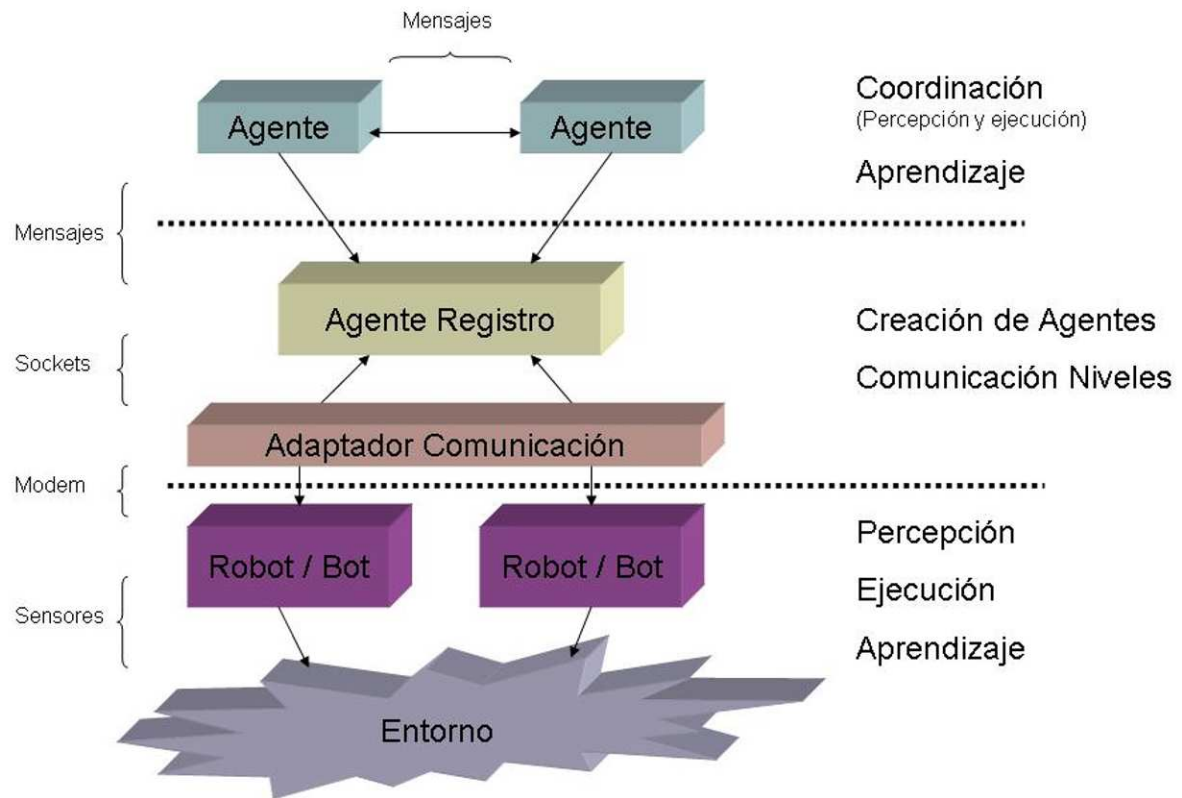 Mensajes
Agente
Agente
Coordinación
(Percepción y ejecución)
Aprendizaje
Mensajes
Agente Registro
Creación de Agentes
Sockets
Comunicación Niveles
Adaptador Comunicación
Modem
Robot / Bot
Robot / Bot
Percepción
Ejecución
Sensores
Aprendizaje
Entorno